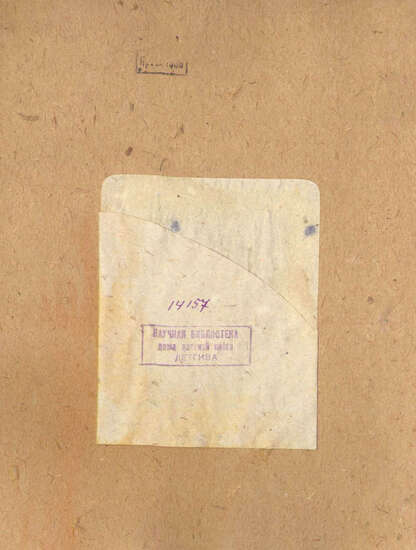 14157
НАУЧНАЯ БИБЛИОТЕКА
дома детской книги
ДЕТГИЗА